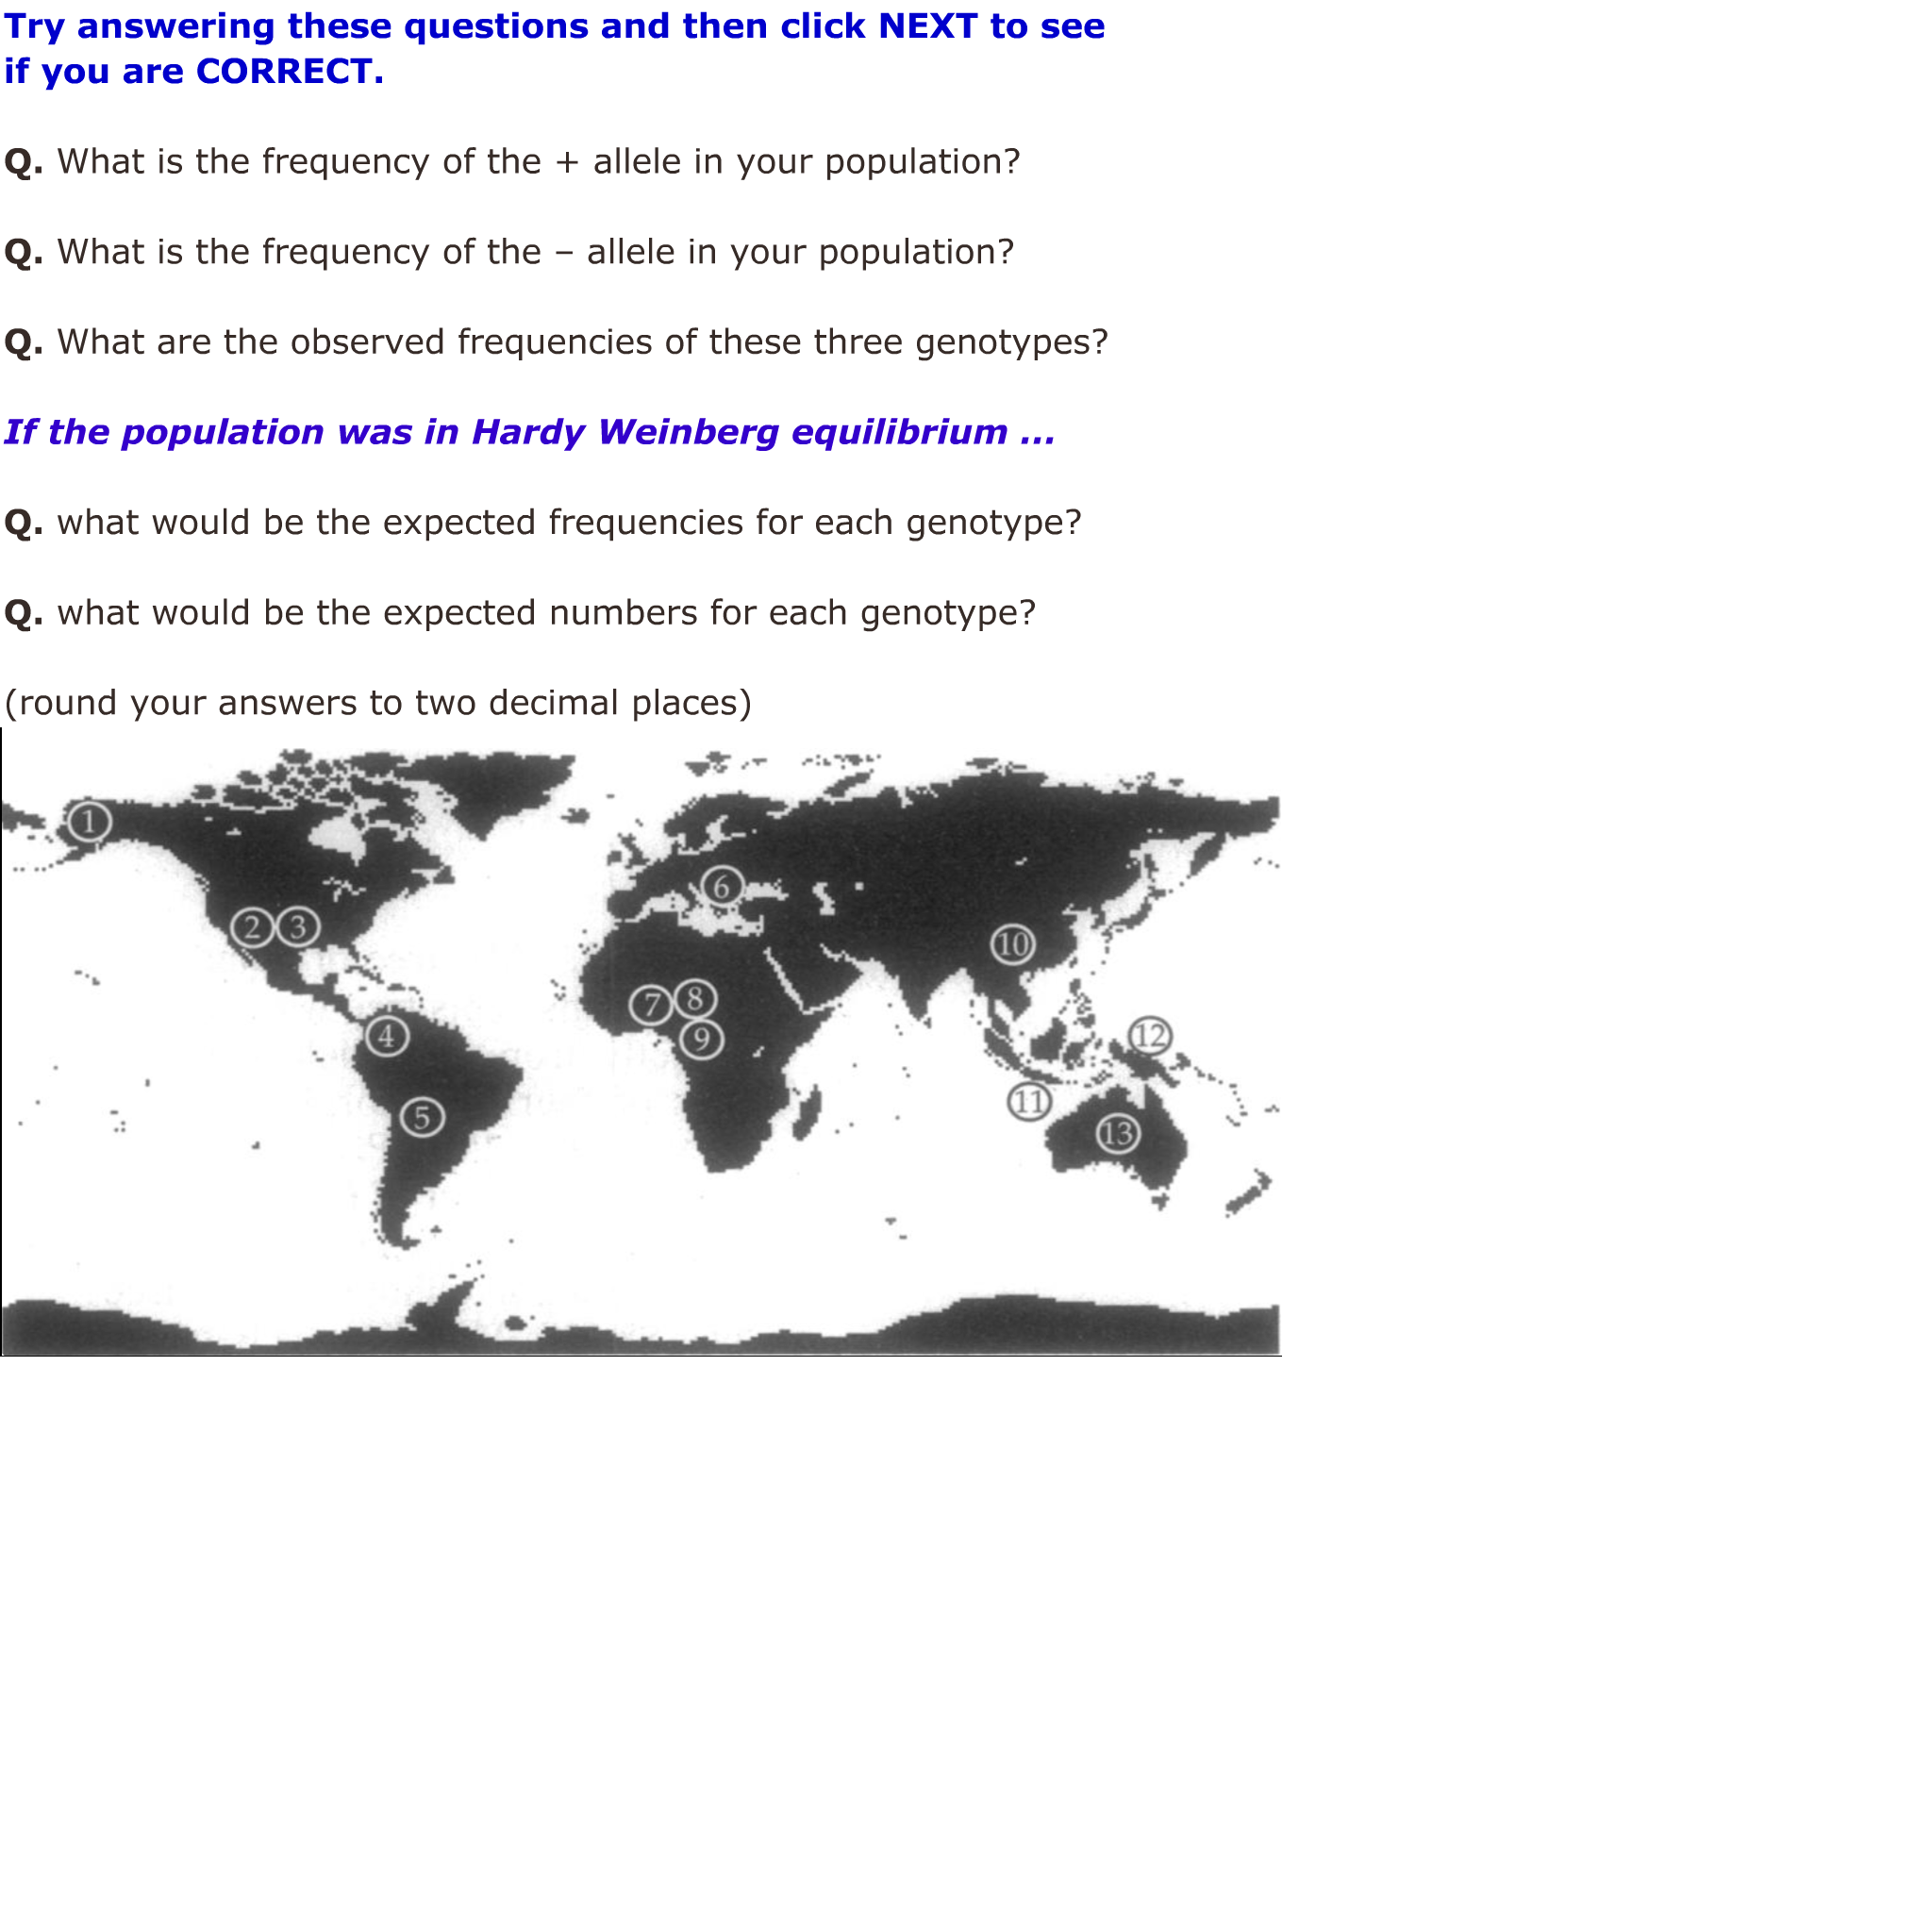 Try answering these questions and then click NEXT to see
if you are CORRECT.
Q. What is the frequency of the + allele in your population?
Q. What is the frequency of the – allele in your population?
Q. What are the observed frequencies of these three genotypes?
If the population was in Hardy Weinberg equilibrium ...
Q. what would be the expected frequencies for each genotype?
Q. what would be the expected numbers for each genotype?
(round your answers to two decimal places)
1
2
3
4
5
6
7
8
9
10
11
12
13